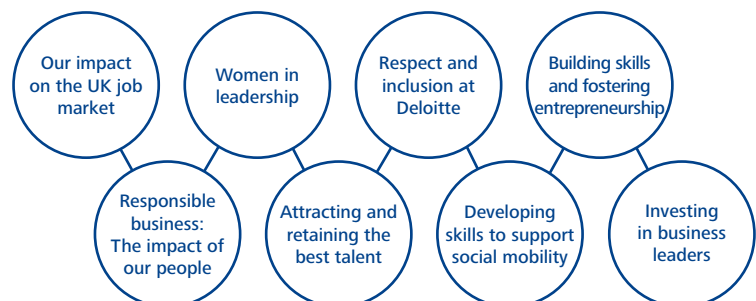 Our impact
on the UK job
market
Women in
leadership
Respect and
inclusion at
Deloitte
Building skills
and fostering
entrepreneurship
Responsible
business:
The impact of
our people
Attracting and
retaining the
best talent
Developing
skills to support
social mobility
Investing
in business
leaders